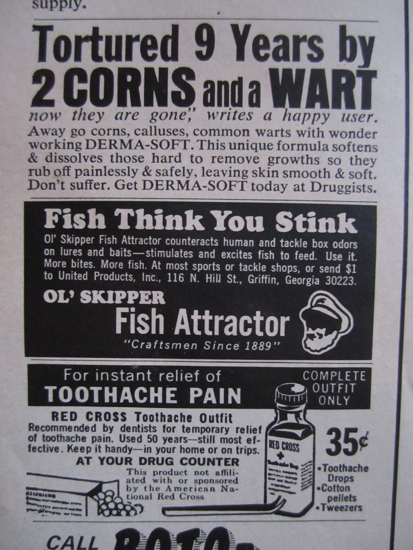 supply.
Tortured 9 Years by
2 CORNS and a WART
now they are gone," writes a happy user.
Away go corns, calluses, common warts with wonder
working DERMA-SOFT. This unique formula softens
& dissolves those hard to remove growths so they
rub off painlessly & safely, leaving skin smooth & soft.
Don't suffer. Get DERMA-SOFT today at Druggists.
Fish Think You Stink
Ol' Skipper Fish Attractor counteracts human and tackle box odors
on lures and baits—stimulates and excites fish to feed. Use it.
More bites. More fish. At most sports or tackle shops, or send $1
to United Products, Inc., 116 N. Hill St., Griffin, Georgia 30223.
OL' SKIPPER
Fish Attractor
"Craftsmen Since 1889"
For instant relief of
TOOTHACHE PAIN
COMPLETE
OUTFIT
ONLY
35¢
RED CROSS Toothache Outfit
Recommended by dentists for temporary relief
of toothache pain. Used 50 years—still most ef-
fective. Keep it handy—in your home or on trips.
AT YOUR DRUG COUNTER
This product not affili-
ated with or sponsored
by the American Na-
tional Red Cross
RED CROSS
•Toothache
Drops
•Cotton
pellets
•Tweezers
CALL